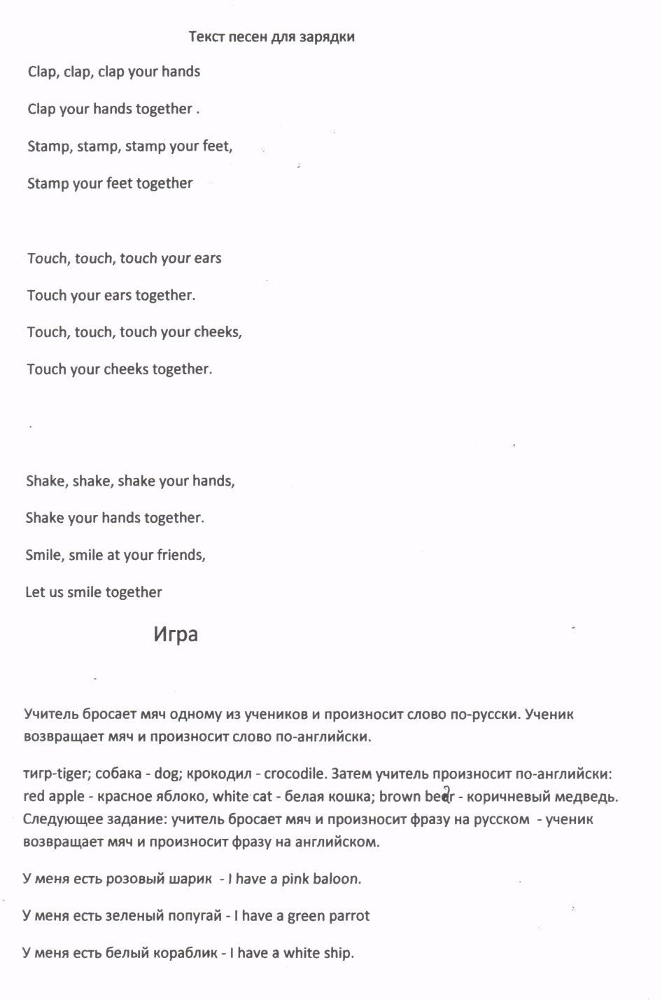 Текст песен для зарядки
Clap, clap, clap your hands
Clap your hands together .
Stamp, stamp, stamp your feet,
Stamp your feet together
Touch, touch, touch your ears
Touch your ears together.
Touch, touch, touch your cheeks,
Touch your cheeks together.
Shake, shake, shake your hands,
Shake your hands together.
Smile, smile at your friends,
Let us smile together
Игра
Учитель бросает мяч одному из учеников и произносит слово по-русски. Ученик
возвращает мяч и произносит слово по-английски.
тигр-tiger; собака - dog; крокодил - crocodile. Затем учитель произносит по-английски:
red apple - красное яблоко, white cat - белая кошка; brown bear - коричневый медведь.
Следующее задание: учитель бросает мяч и произносит фразу на русском - ученик
возвращает мяч и произносит фразу на английском.
У меня есть розовый шарик - I have a pink baloon.
У меня есть зеленый попугай - I have a green parrot
У меня есть белый кораблик - I have a white ship.